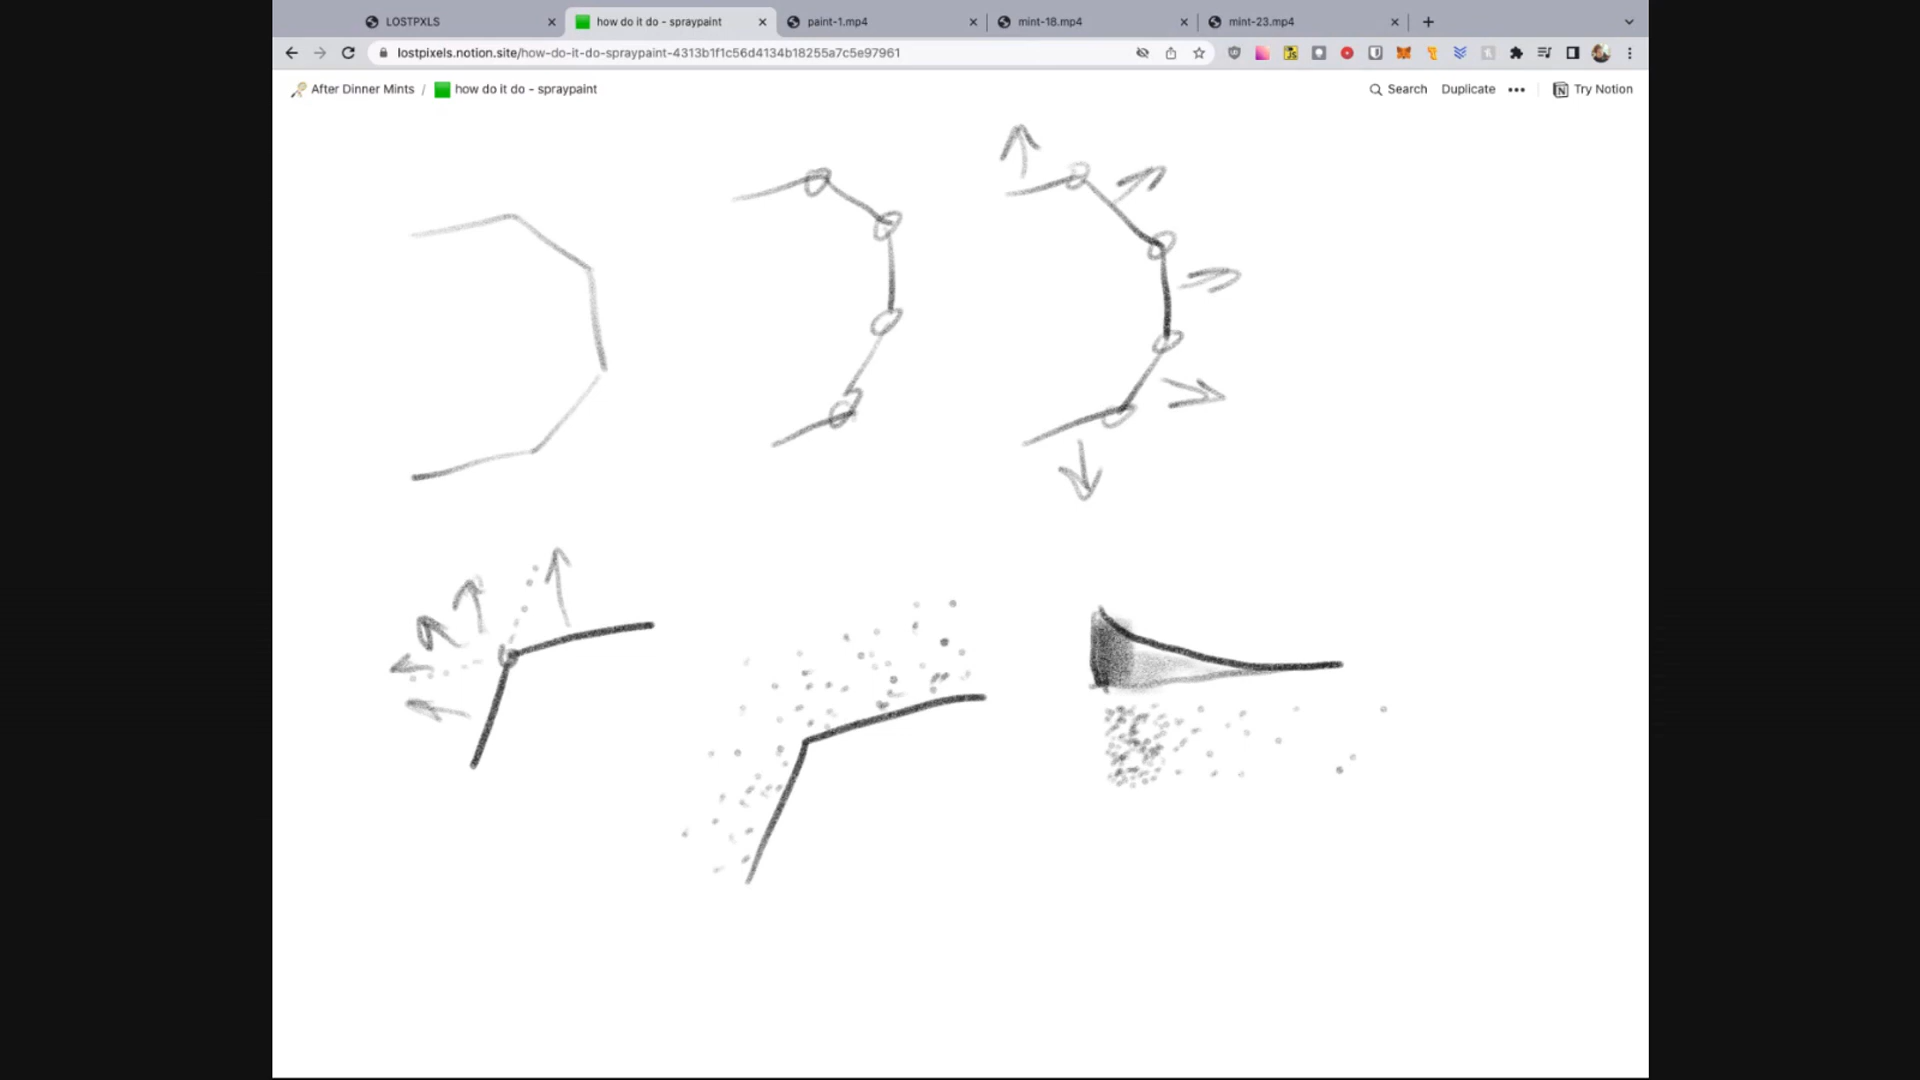 LOSTPXLS
how do it do - spraypaint
paint-1.mp4
mint-18.mp4
mint-23.mp4
lostpixels.notion.site/how-do-it-do-spraypaint-4313b1f1c56d4134b18255a7c5e97961
After Dinner Mints / how do it do - spraypaint
Search Duplicate ••• Try Notion